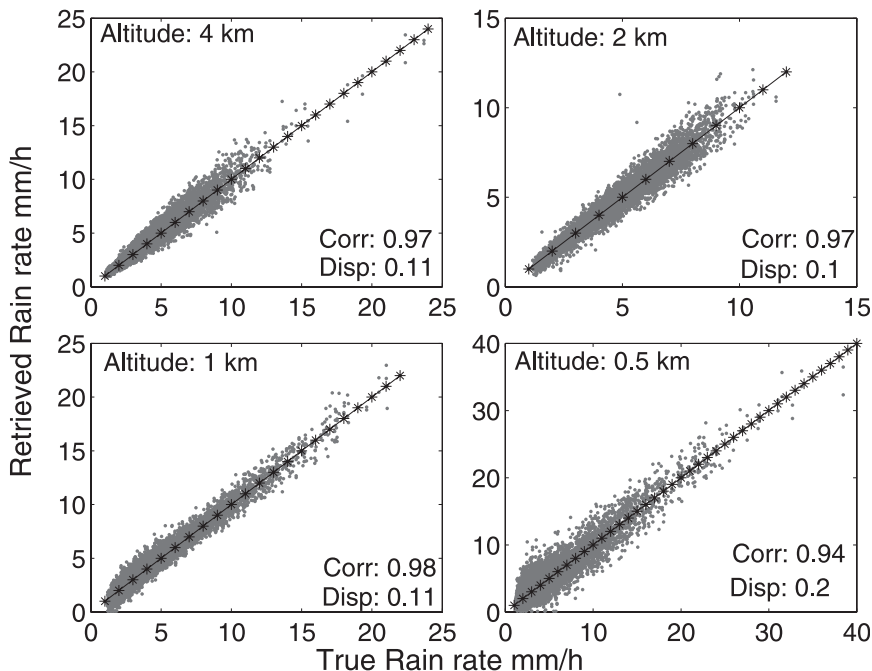 Retrieved Rain rate mm/h
Altitude: 4 km
25
20
15
10
5
0
Corr: 0.97
Disp: 0.11
0 5 10 15 20 25
Altitude: 2 km
15
10
5
0
Corr: 0.97
Disp: 0.1
0 5 10 15
Altitude: 1 km
25
20
15
10
5
0
Corr: 0.98
Disp: 0.11
0 5 10 15 20 25
Altitude: 0.5 km
40
30
20
10
0
Corr: 0.94
Disp: 0.2
0 10 20 30 40
True Rain rate mm/h